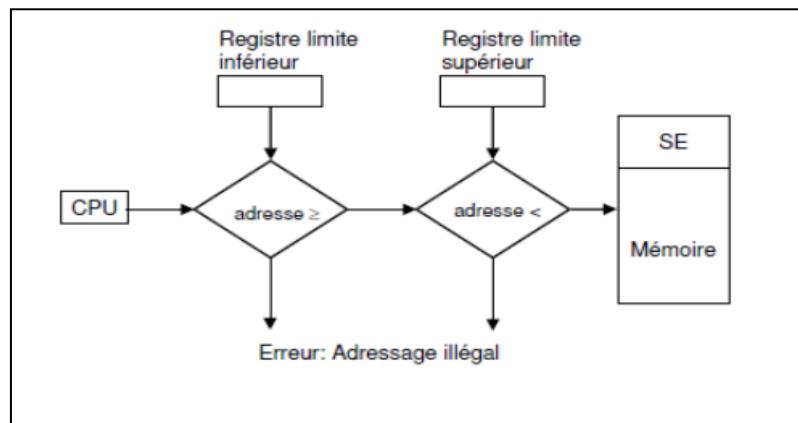 Registre limite
inférieur
Registre limite
supérieur
SE
CPU
adresse ≥
adresse <
Mémoire
Erreur: Adressage illégal